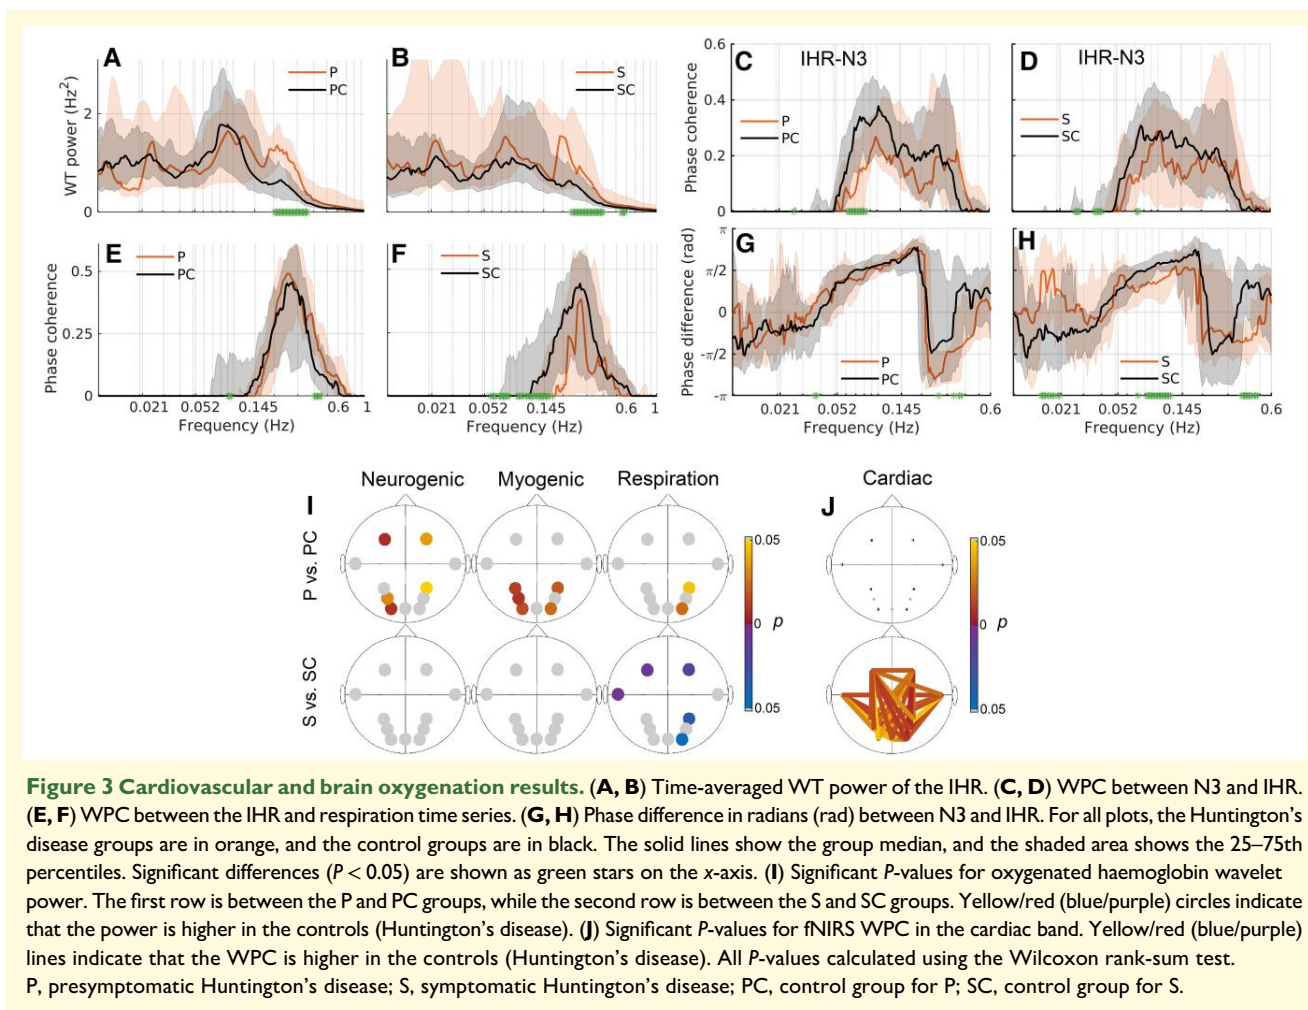 A
P
PC
WT power (Hz²)
2
0
B
S
SC
C
IHR-N3
0.6
0.4
0.2
0
Phase coherence
P
PC
D
IHR-N3
S
SC
E
P
PC
Phase coherence
0.5
0.25
0
0.021 0.052 0.145 0.6 1
Frequency (Hz)
F
S
SC
0.021 0.052 0.145 0.6 1
Frequency (Hz)
G
Phase difference (rad)
π
π/2
0
-π/2
-π
P
PC
0.021 0.052 0.145 0.6
Frequency (Hz)
H
S
SC
0.021 0.052 0.145 0.6
Frequency (Hz)
I
Neurogenic Myogenic Respiration
P vs. PC
S vs. SC
0.05
0 p
0.05
J
Cardiac
0.05
0 p
0.05
Figure 3 Cardiovascular and brain oxygenation results. (A, B) Time-averaged WT power of the IHR. (C, D) WPC between N3 and IHR.
(E, F) WPC between the IHR and respiration time series. (G, H) Phase difference in radians (rad) between N3 and IHR. For all plots, the Huntington's
disease groups are in orange, and the control groups are in black. The solid lines show the group median, and the shaded area shows the 25–75th
percentiles. Significant differences (P < 0.05) are shown as green stars on the x-axis. (I) Significant P-values for oxygenated haemoglobin wavelet
power. The first row is between the P and PC groups, while the second row is between the S and SC groups. Yellow/red (blue/purple) circles indicate
that the power is higher in the controls (Huntington's disease). (J) Significant P-values for fNIRS WPC in the cardiac band. Yellow/red (blue/purple)
lines indicate that the WPC is higher in the controls (Huntington's disease). All P-values calculated using the Wilcoxon rank-sum test.
P, presymptomatic Huntington's disease; S, symptomatic Huntington's disease; PC, control group for P; SC, control group for S.